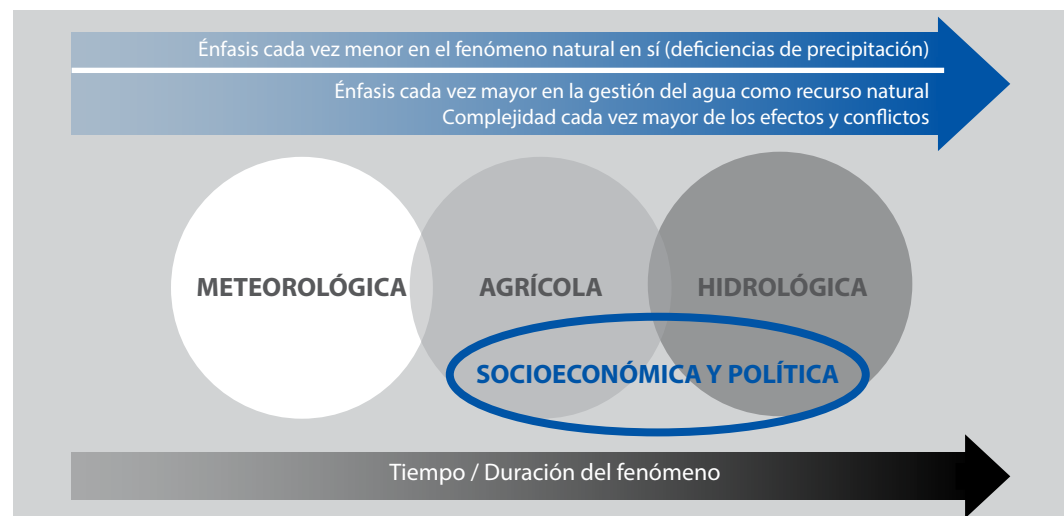 Énfasis cada vez menor en el fenómeno natural en sí (deficiencias de precipitación)
Énfasis cada vez mayor en la gestión del agua como recurso natural
Complejidad cada vez mayor de los efectos y conflictos
METEOROLÓGICA
AGRÍCOLA
HIDROLÓGICA
SOCIOECONÓMICA Y POLÍTICA
Tiempo / Duración del fenómeno